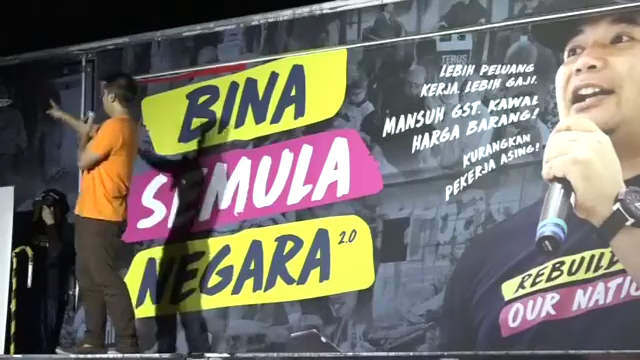 BINA
SEMULA
NEGARA 2.0
TERUS
LEBIH PELUANG
KERJA. LEBIH GAJI.
MANSUH GST. KAWAL
HARGA BARANG!
KURANGKAN
PEKERJA ASING!
REBUILD
OUR NATI